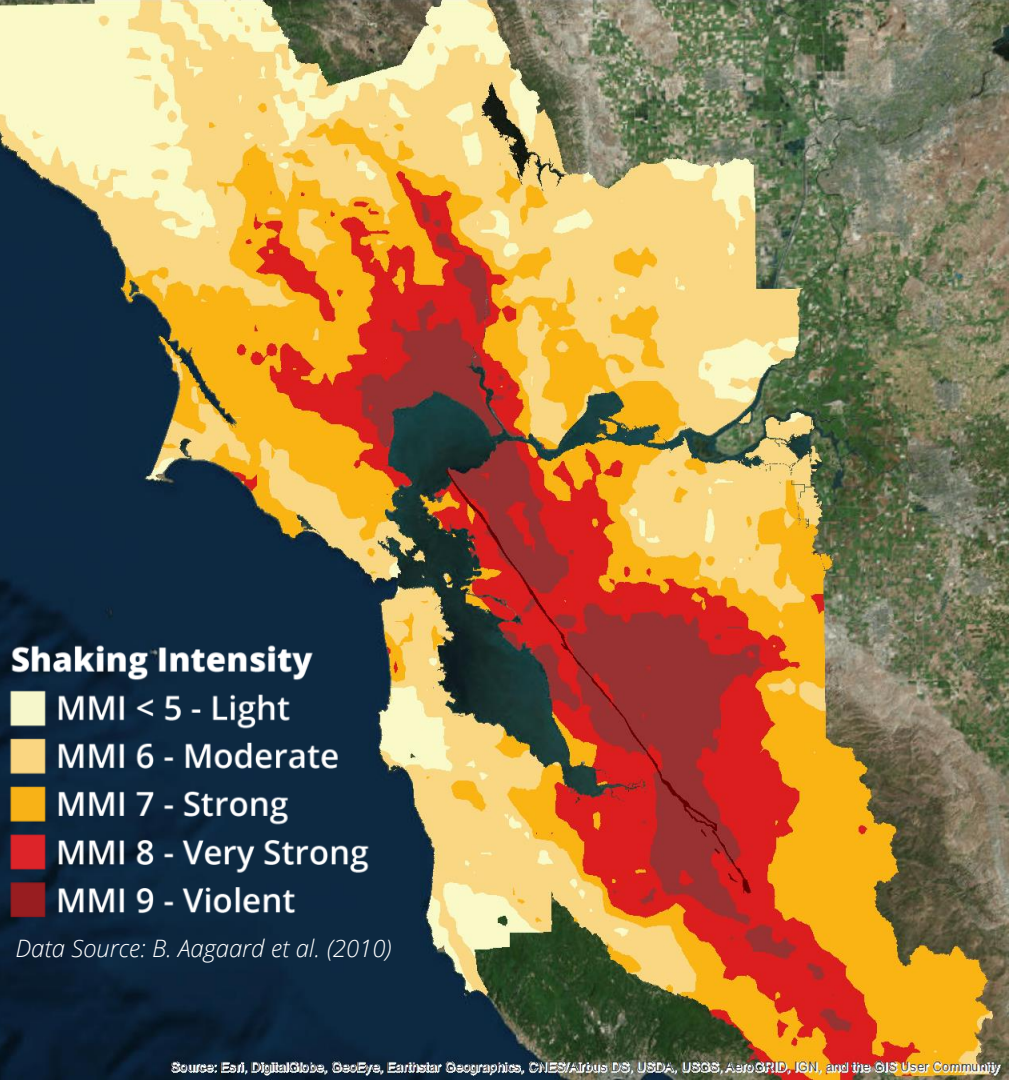 Shaking Intensity
MMI < 5 - Light
MMI 6 - Moderate
MMI 7 - Strong
MMI 8 - Very Strong
MMI 9 - Violent
Data Source: B. Aagaard et al. (2010)
Source: Esri, DigitalGlobe, GeoEye, Earthstar Geographics, CNES/Airbus DS, USDA, USGS, AeroGRID, IGN, and the GIS User Community